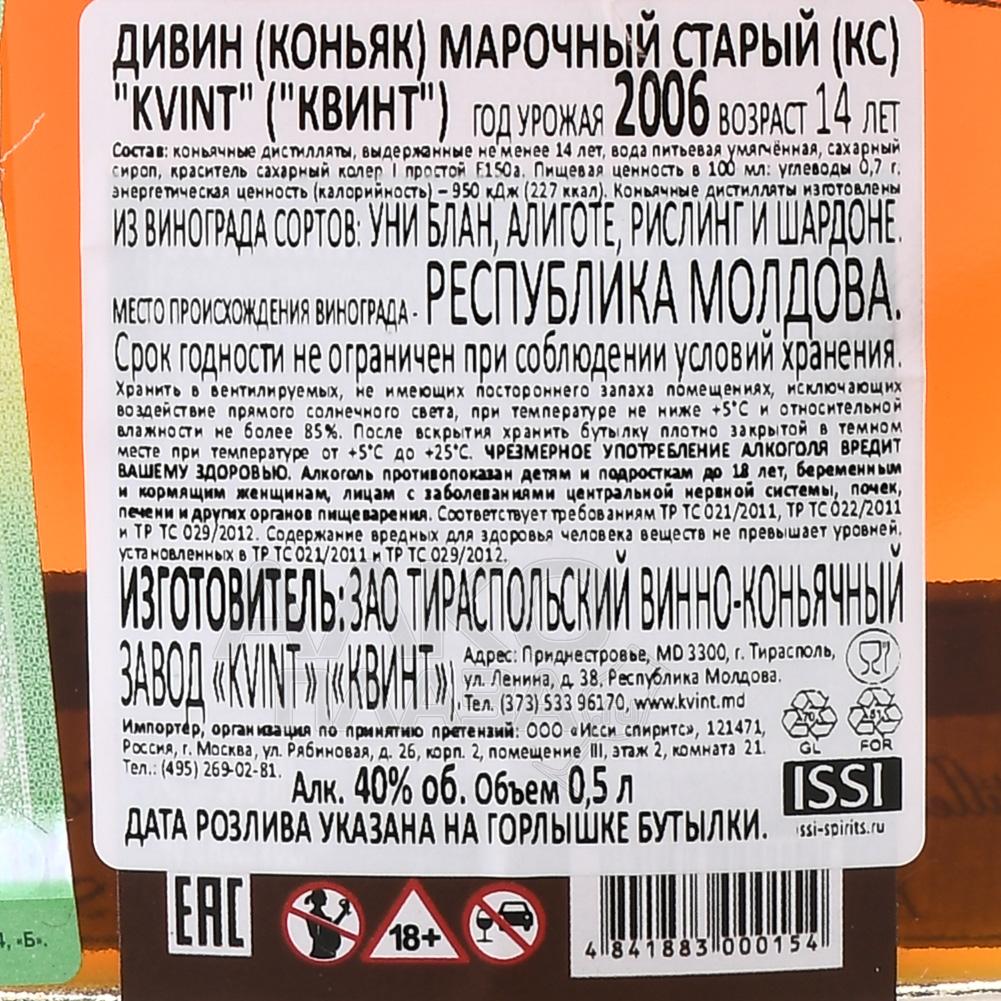 ДИВИН (КОНЬЯК) МАРОЧНЫЙ СТАРЫЙ (КС)
"KVINT" ("КВИНТ") ГОД УРОЖАЯ 2006 ВОЗРАСТ 14 ЛЕТ
Состав: коньячные дистилляты, выдержанные не менее 14 лет, вода питьевая умягчённая, сахарный
сироп, краситель сахарный колер I простой Е150а. Пищевая ценность в 100 мл: углеводы 0,7 г,
энергетическая ценность (калорийность) – 950 кДж (227 ккал). Коньячные дистилляты изготовлены
ИЗ ВИНОГРАДА СОРТОВ: УНИ БЛАН, АЛИГОТЕ, РИСЛИНГ И ШАРДОНЕ.
МЕСТО ПРОИСХОЖДЕНИЯ ВИНОГРАДА - РЕСПУБЛИКА МОЛДОВА.
Срок годности не ограничен при соблюдении условий хранения.
Хранить в вентилируемых, не имеющих постороннего запаха помещениях, исключающих
воздействие прямого солнечного света, при температуре не ниже +5°С и относительной
влажности не более 85%. После вскрытия хранить бутылку плотно закрытой в темном
месте при температуре от +5°С до +25°С. ЧРЕЗМЕРНОЕ УПОТРЕБЛЕНИЕ АЛКОГОЛЯ ВРЕДИТ
ВАШЕМУ ЗДОРОВЬЮ. Алкоголь противопоказан детям и подросткам до 18 лет, беременным
и кормящим женщинам, лицам с заболеваниями центральной нервной системы, почек,
печени и других органов пищеварения. Соответствует требованиям ТР ТС 021/2011, ТР ТС 022/2011
и ТР ТС 029/2012. Содержание вредных для здоровья человека веществ не превышает уровней,
установленных в ТР ТС 021/2011 и ТР ТС 029/2012.
ИЗГОТОВИТЕЛЬ: ЗАО ТИРАСПОЛЬСКИЙ ВИННО-КОНЬЯЧНЫЙ
ЗАВОД «KVINT» («КВИНТ»). Адрес: Приднестровье, MD 3300, г. Тирасполь,
ул. Ленина, д. 38, Республика Молдова.
Тел. (373) 533 96170, www.kvint.md
Импортер, организация по принятию претензий: ООО «Исси спиритс», 121471,
Россия, г. Москва, ул. Рябиновая, д. 26, корп. 2, помещение III, этаж 2, комната 21.
Тел.: (495) 269-02-81.
GL FOR
Алк. 40% об. Объем 0,5 л
ISSI
issi-spirits.ru
ДАТА РОЗЛИВА УКАЗАНА НА ГОРЛЫШКЕ БУТЫЛКИ.
ЕАС
18+
4 841883 000154
«Б».